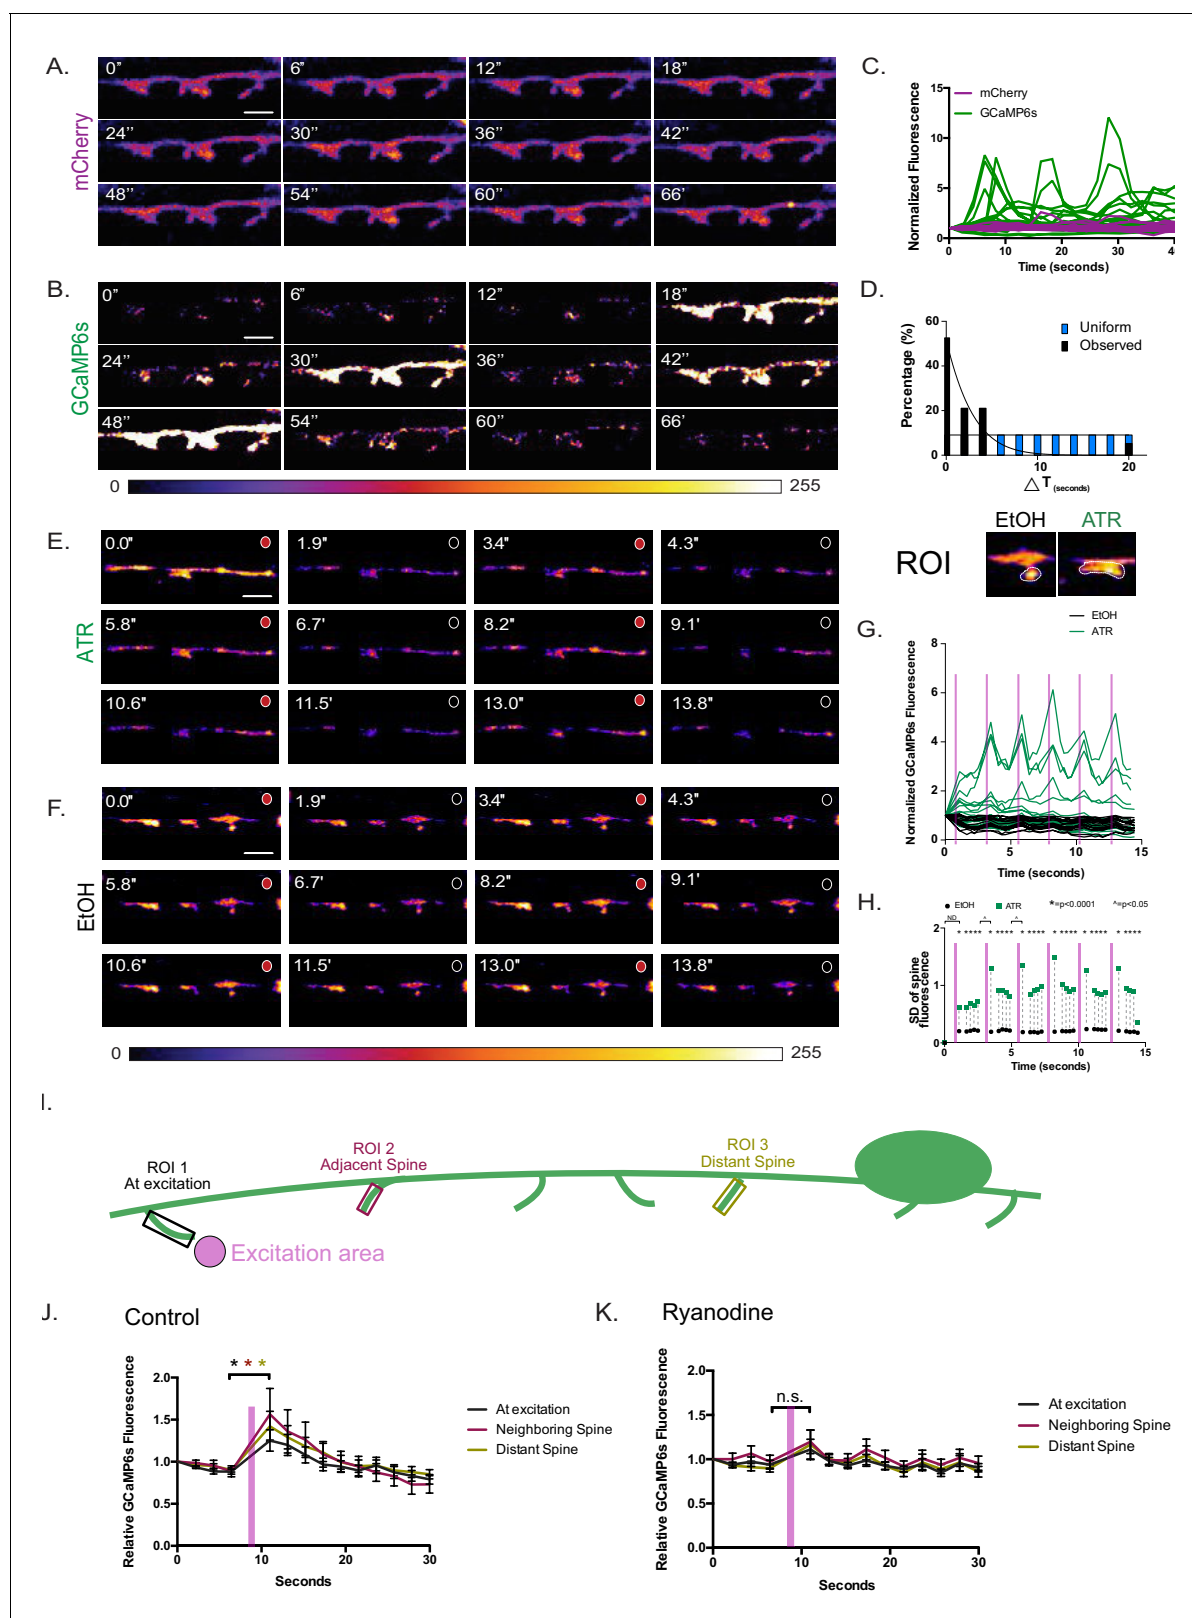 A.
mCherry
0"
6"
12"
18"
24''
30"
36''
42''
48''
54''
60''
66'
C.
mCherry
GCaMP6s
Normalized Fluorescence
15
10
5
0
0
10
20
30
4
Time (seconds)
B.
GCaMP6s
0"
6"
12"
18"
24''
30''
36''
42''
48''
54''
60''
66'
0
255
D.
Uniform
Observed
Percentage (%)
60
40
20
0
0
10
20
△ T (seconds)
E.
ATR
0.0"
1.9"
3.4"
4.3"
5.8"
6.7'
8.2"
9.1'
10.6"
11.5'
13.0"
13.8"
ROI
EtOH
ATR
G.
EtOH
ATR
Normalized GCaMP6s Fluorescence
8
6
4
2
0
0
5
10
15
Time (seconds)
F.
EtOH
0.0"
1.9"
3.4"
4.3"
5.8"
6.7'
8.2"
9.1'
10.6"
11.5'
13.0"
13.8"
0
255
H.
EtOH
ATR
*=p<0.0001
^=p<0.05
ND
^
^
* **** * **** * **** * **** * **** * ***
SD of spine
fluorescence
2
1
0
0
5
10
15
Time (seconds)
I.
ROI 1
At excitation
ROI 2
Adjacent Spine
ROI 3
Distant Spine
Excitation area
J.
Control
* * *
Relative GCaMP6s Fluorescence
2.0
1.5
1.0
0.5
0.0
0
10
20
30
Seconds
At excitation
Neighboring Spine
Distant Spine
K.
Ryanodine
n.s.
Relative GCaMP6s Fluorescence
2.0
1.5
1.0
0.5
0.0
0
10
20
30
Seconds
At excitation
Neighboring Spine
Distant Spine